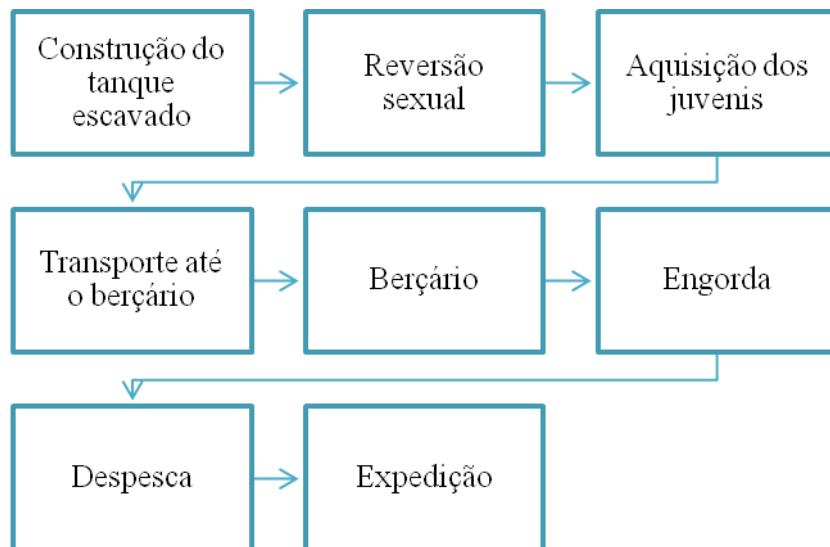 Construção do
tanque
escavado
Reversão
sexual
Aquisição dos
juvenis
Transporte até
o berçário
Berçário
Engorda
Despesca
Expedição